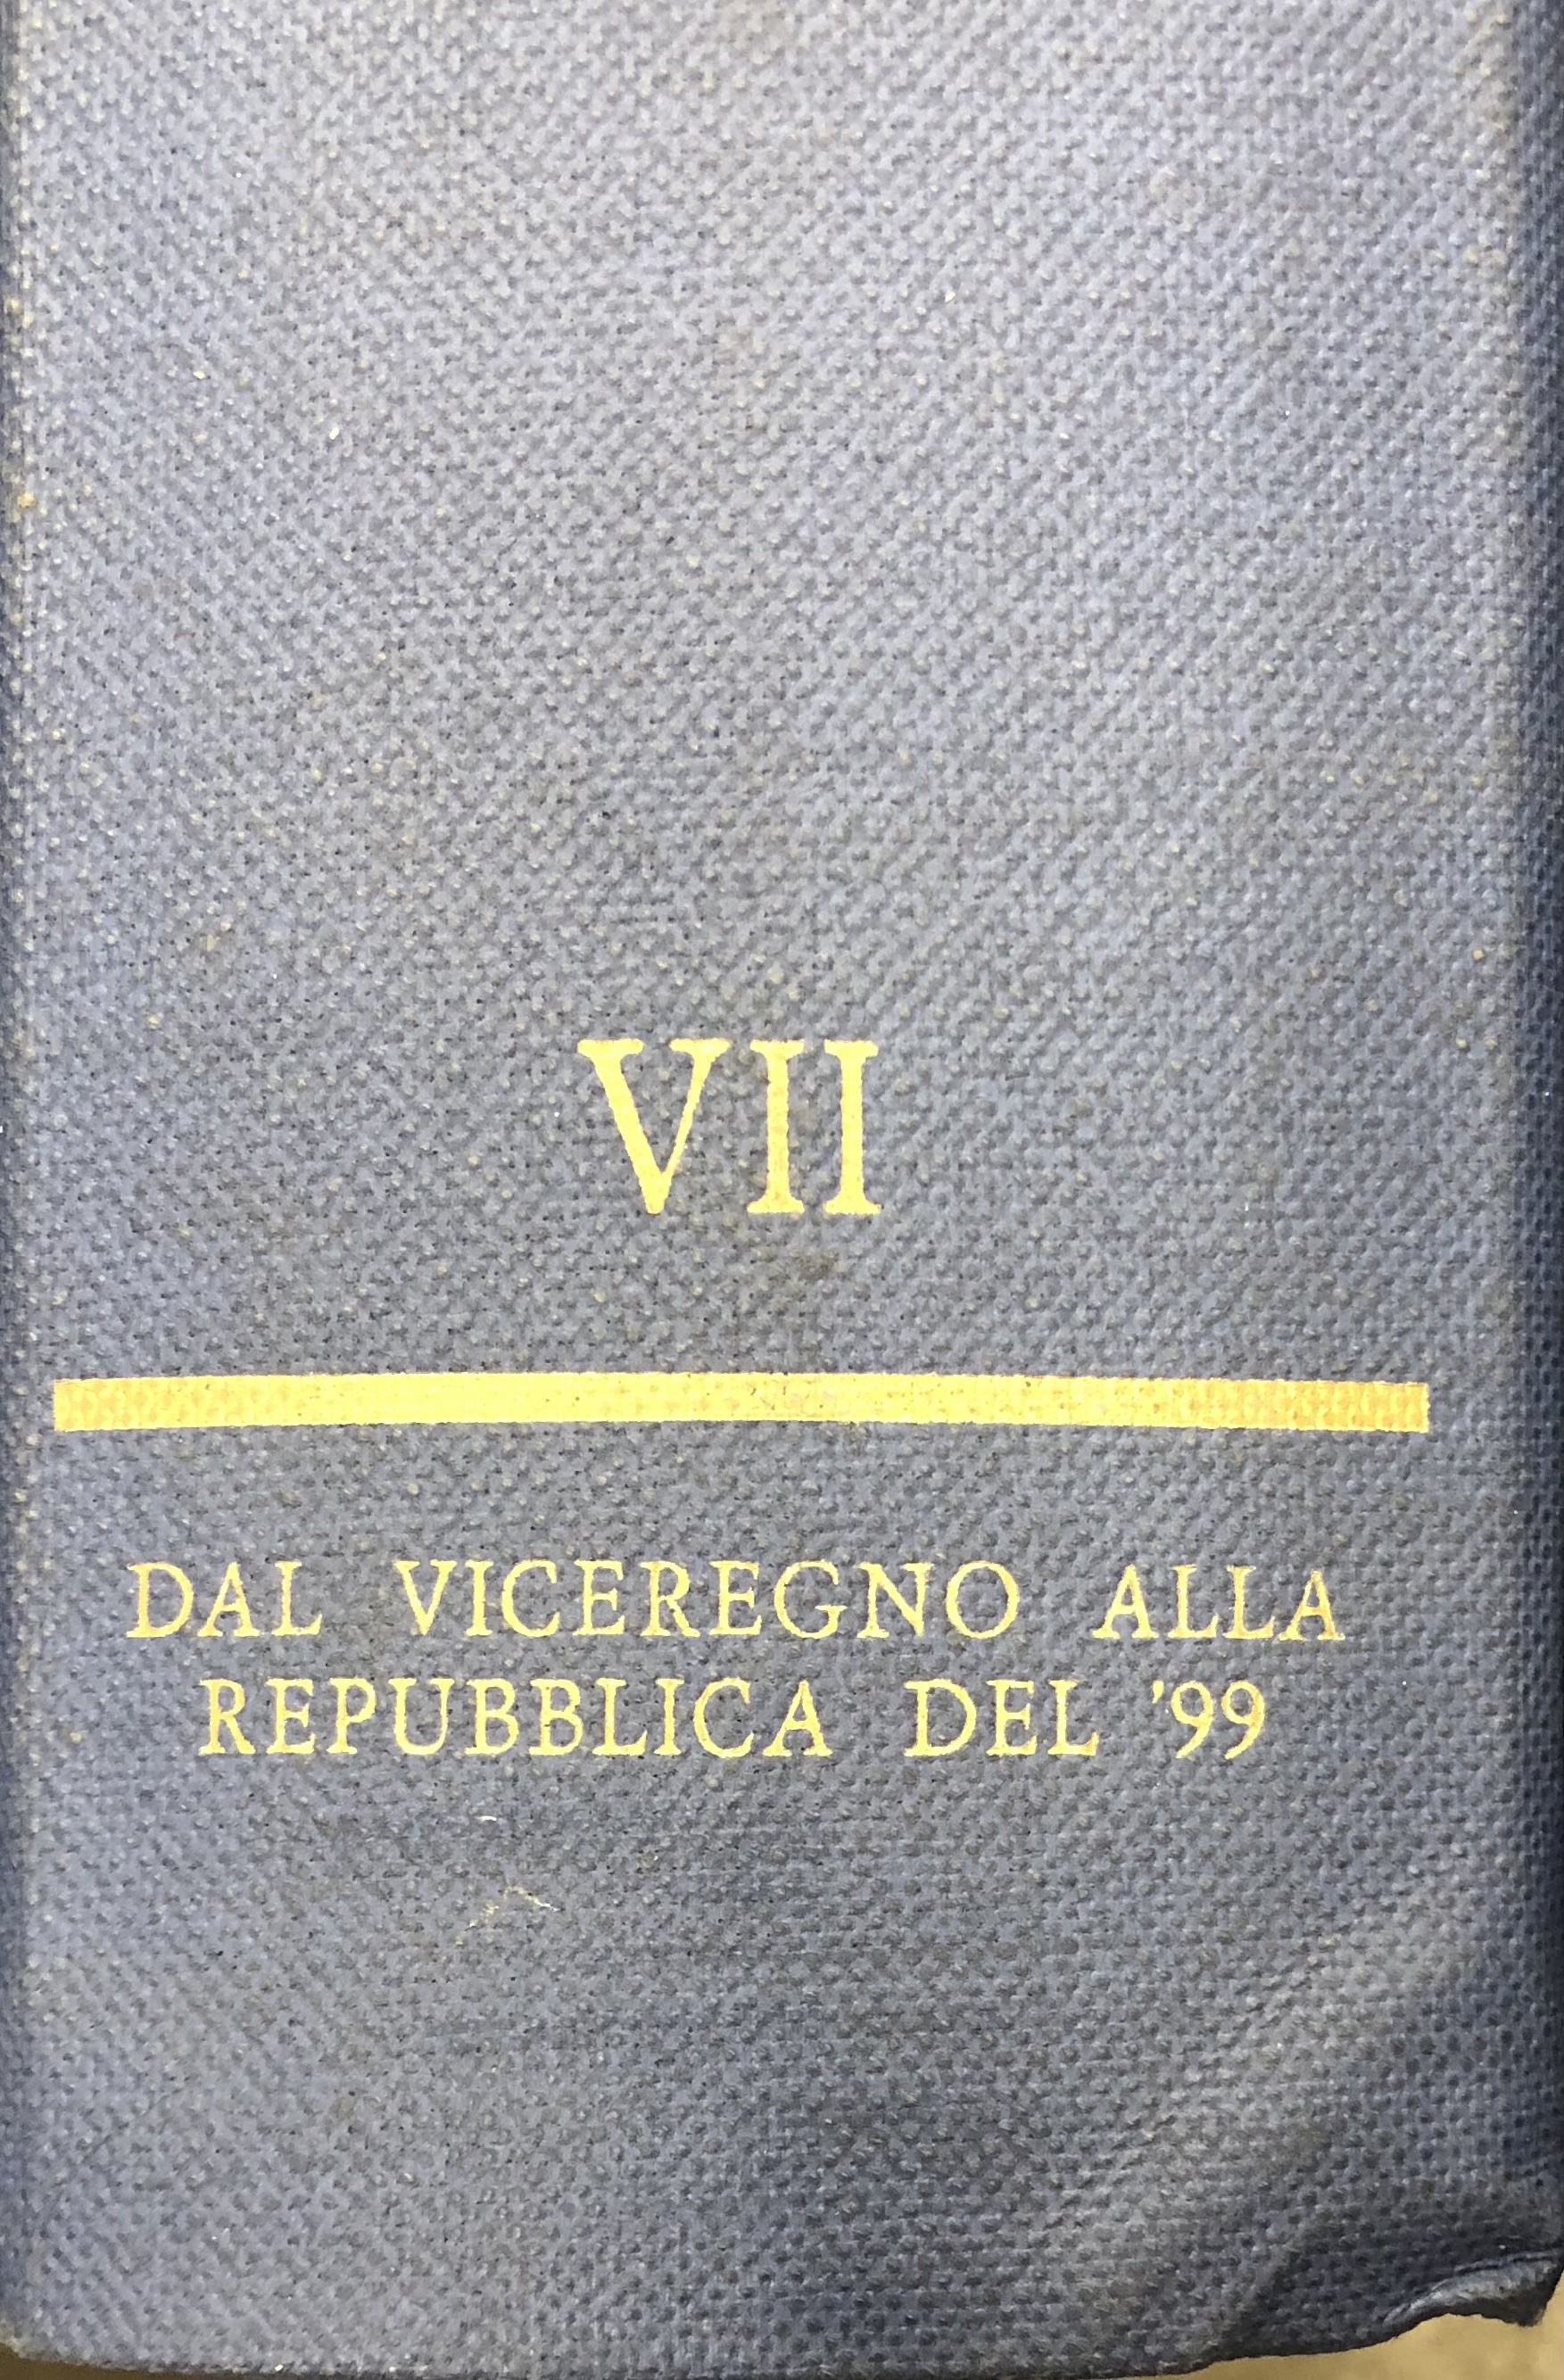 VII
DAL VICEREGNO ALLA
REPUBBLICA DEL '99